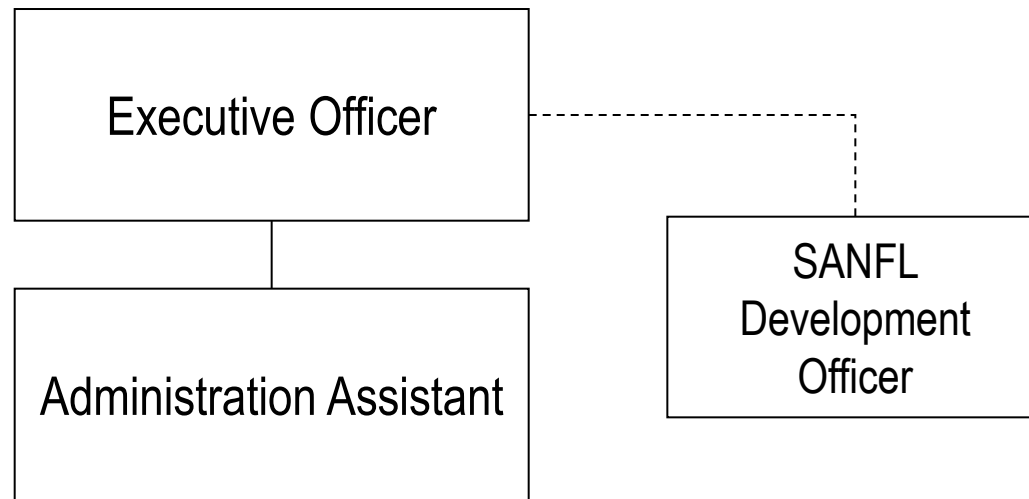 Executive Officer
SANFL
Development
Officer
Administration Assistant